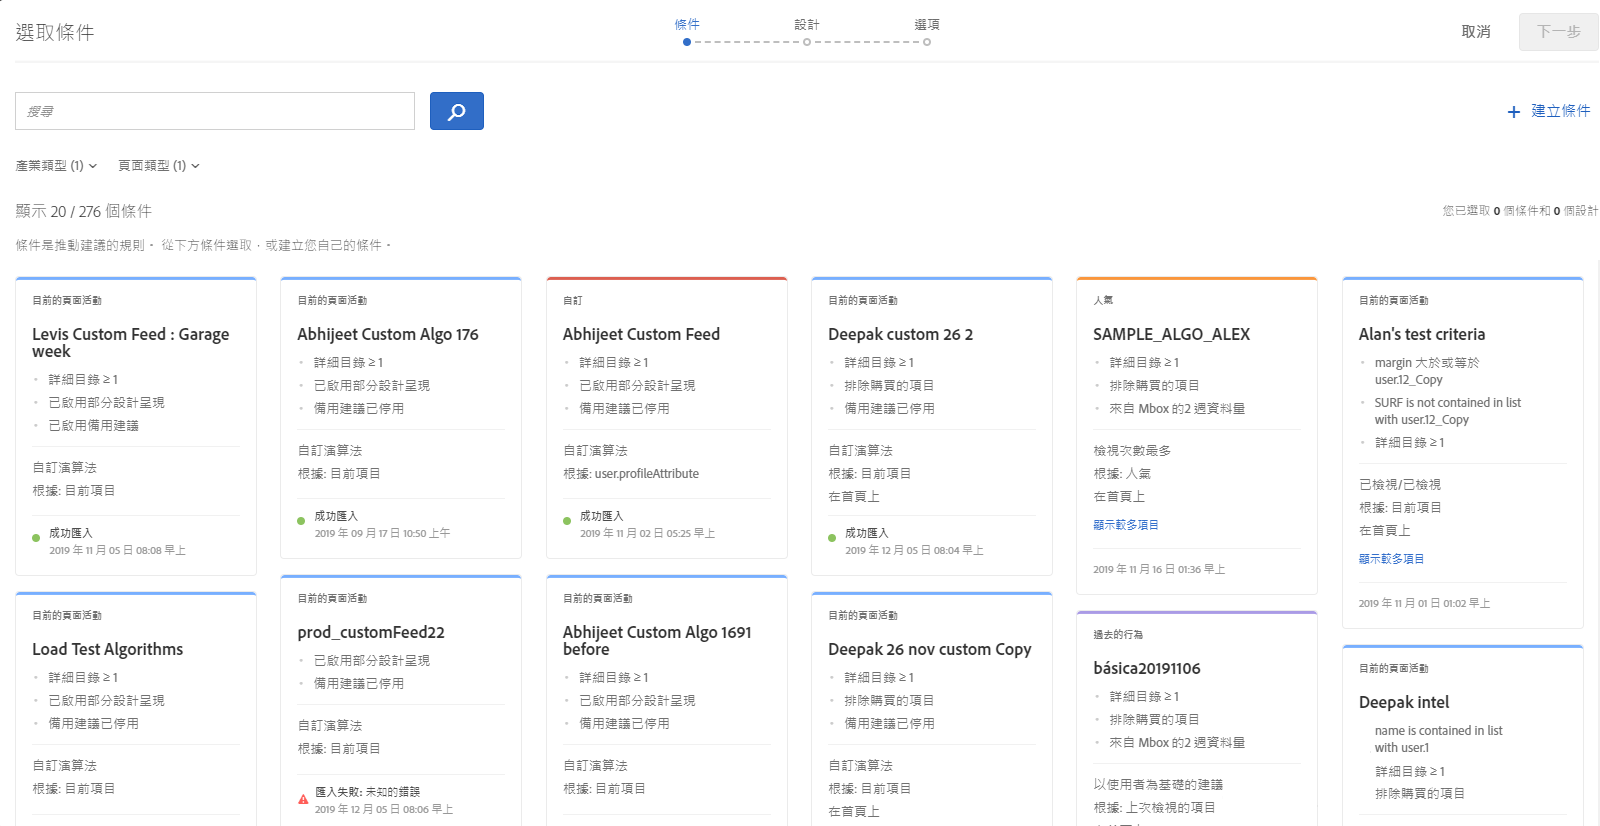 選取條件
條件
設計
選項
取消
下一步
搜尋
建立條件
產業類型 (1)
頁面類型 (1)
顯示 20 / 276 個條件
您已選取 0 個條件和 0 個設計
條件是推動建議的規則。 從下方條件選取，或建立您自己的條件。
目前的頁面活動
Levis Custom Feed : Garage
week
詳細目錄 ≥ 1
已啟用部分設計呈現
已啟用備用建議
自訂演算法
根據: 目前項目
成功匯入
2019 年 11 月 05 日 08:08 早上
目前的頁面活動
Load Test Algorithms
詳細目錄 ≥ 1
已啟用部分設計呈現
備用建議已停用
自訂演算法
根據: 目前項目
目前的頁面活動
Abhijeet Custom Algo 176
詳細目錄 ≥ 1
已啟用部分設計呈現
備用建議已停用
自訂演算法
根據: 目前項目
成功匯入
2019 年 09 月 17 日 10:50 上午
目前的頁面活動
prod_customFeed22
已啟用部分設計呈現
備用建議已停用
自訂演算法
根據: 目前項目
匯入失敗: 未知的錯誤
2019 年 12 月 05 日 08:06 早上
自訂
Abhijeet Custom Feed
詳細目錄 ≥ 1
已啟用部分設計呈現
備用建議已停用
自訂演算法
根據: user.profileAttribute
成功匯入
2019 年 11 月 02 日 05:25 早上
目前的頁面活動
Abhijeet Custom Algo 1691
before
詳細目錄 ≥ 1
已啟用部分設計呈現
備用建議已停用
自訂演算法
根據: 目前項目
目前的頁面活動
Deepak custom 26 2
詳細目錄 ≥ 1
排除購買的項目
備用建議已停用
自訂演算法
根據: 目前項目
在首頁上
成功匯入
2019 年 12 月 05 日 08:04 早上
目前的頁面活動
Deepak 26 nov custom Copy
詳細目錄 ≥ 1
排除購買的項目
備用建議已停用
自訂演算法
根據: 目前項目
在首頁上
人氣
SAMPLE_ALGO_ALEX
詳細目錄 ≥ 1
排除購買的項目
來自 Mbox 的2 週資料量
檢視次數最多
根據: 人氣
在首頁上
顯示較多項目
2019 年 11 月 16 日 01:36 早上
過去的行為
básica20191106
詳細目錄 ≥ 1
排除購買的項目
來自 Mbox 的2 週資料量
以使用者為基礎的建議
根據: 上次檢視的項目
目前的頁面活動
Alan's test criteria
margin 大於或等於
user.12_Copy
SURF is not contained in list
with user.12_Copy
詳細目錄 ≥ 1
已檢視/已檢視
根據: 目前項目
在首頁上
顯示較多項目
2019 年 11 月 01 日 01:02 早上
目前的頁面活動
Deepak intel
name is contained in list
with user.1
詳細目錄 ≥ 1
排除購買的項目